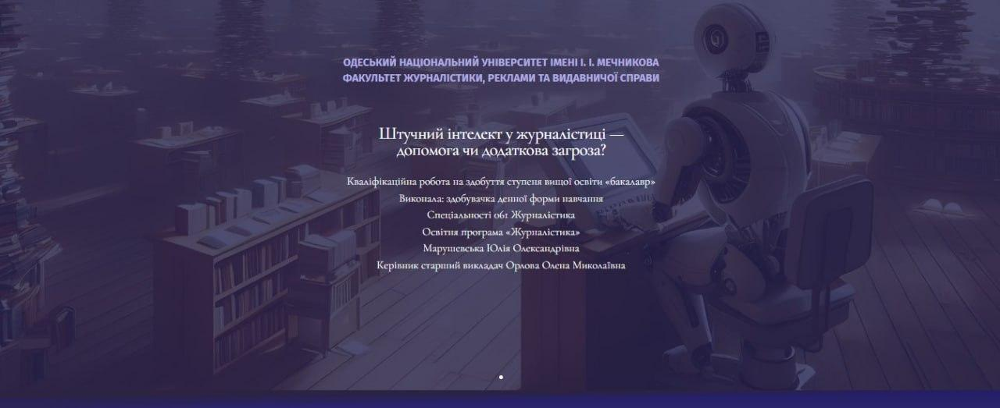 ОДЕСЬКИЙ НАЦІОНАЛЬНИЙ УНІВЕРСИТЕТ ІМЕНІ І. І. МЕЧНИКОВА
ФАКУЛЬТЕТ ЖУРНАЛІСТИКИ, РЕКЛАМИ ТА ВИДАВНИЧОЇ СПРАВИ
Штучний інтелект у журналістиці —
допомога чи додаткова загроза?
Кваліфікаційна робота на здобуття ступеня вищої освіти «бакалавр»
Виконала: здобувачка денної форми навчання
Спеціальності 061 Журналістика
Освітня програма «Журналістика»
Марушевська Юлія Олександрівна
Керівник старший викладач Орлова Олена Миколаївна